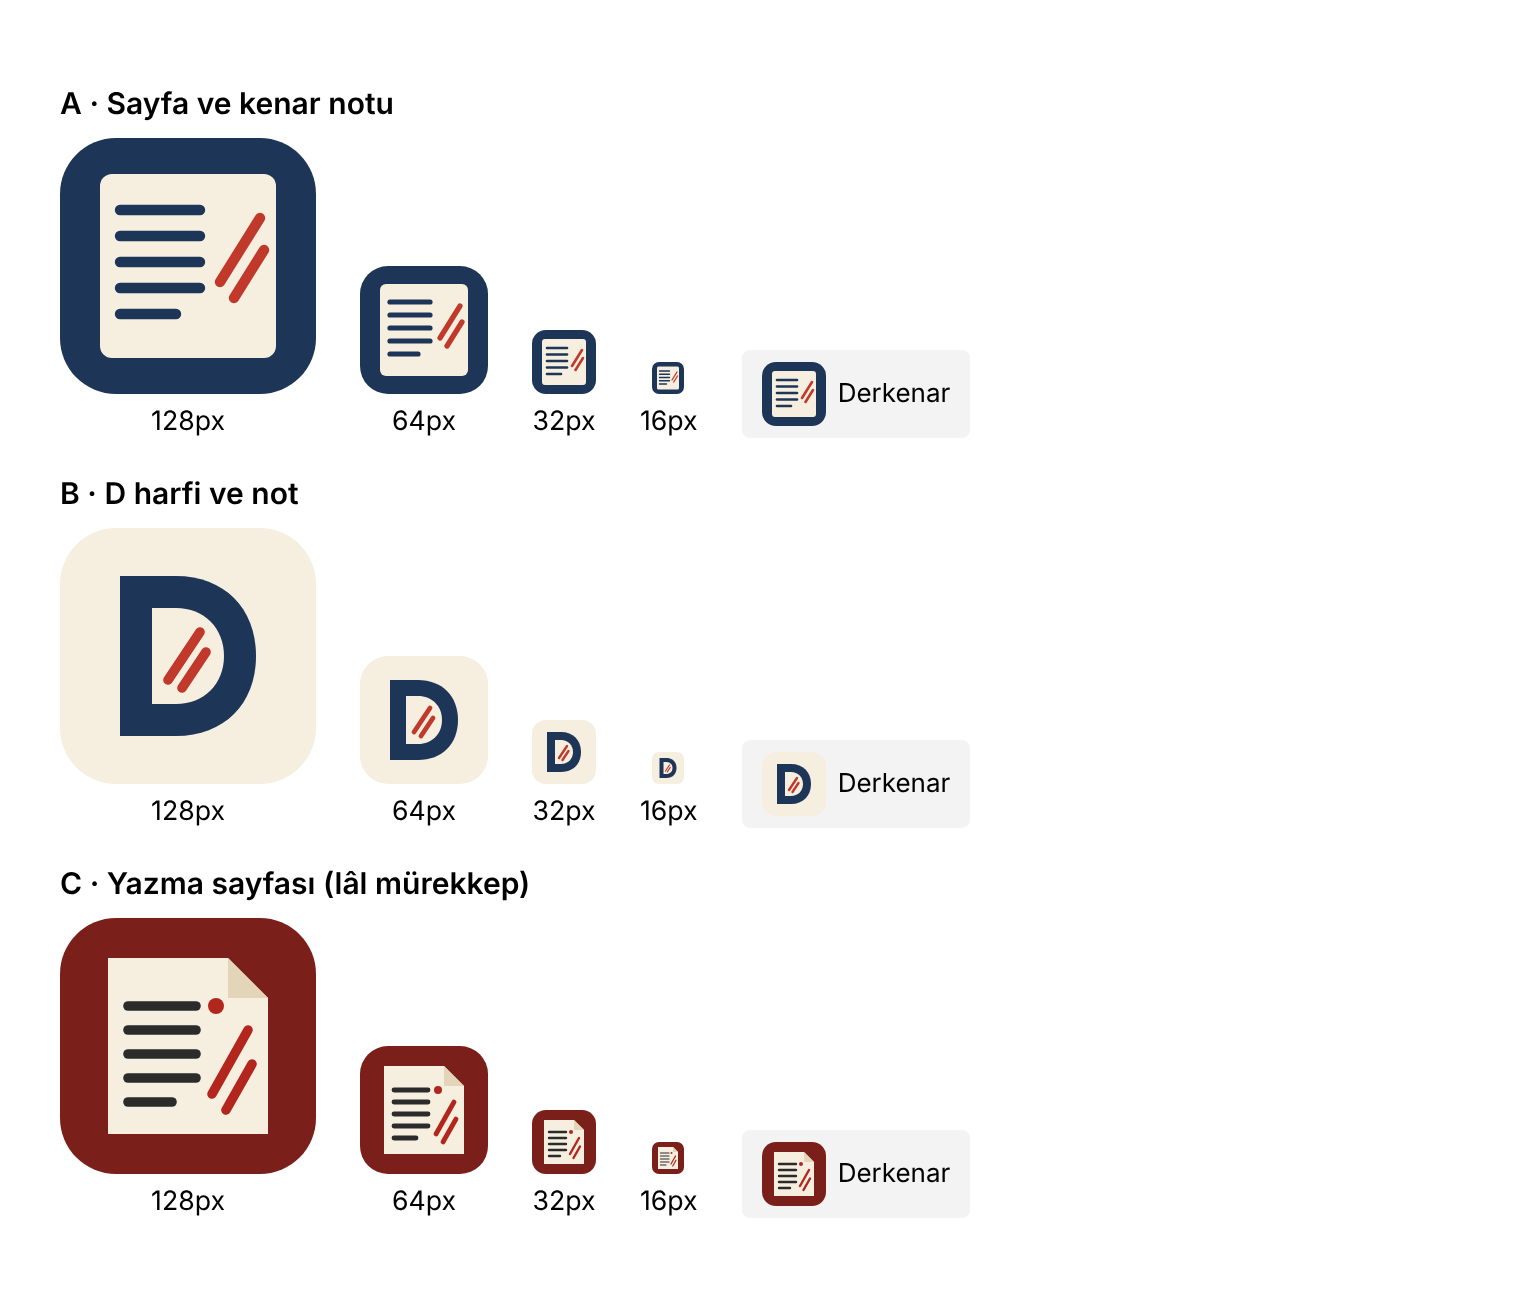 A · Sayfa ve kenar notu
128px 64px 32px 16px Derkenar
B · D harfi ve not
D D D D D
128px 64px 32px 16px Derkenar
C · Yazma sayfası (lâl mürekkep)
128px 64px 32px 16px Derkenar